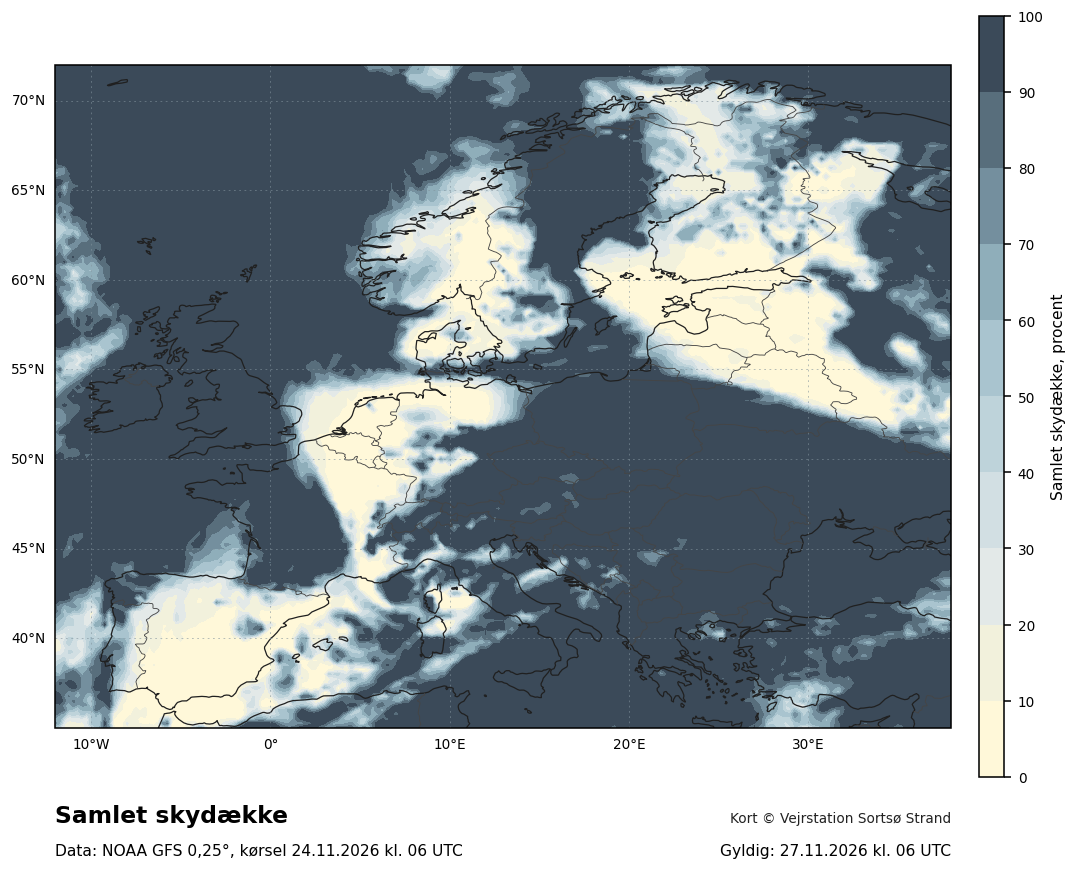 100
90
80
70
60
50
40
30
20
10
0
Samlet skydække, procent
70°N
65°N
60°N
55°N
50°N
45°N
40°N
10°W
0°
10°E
20°E
30°E
Samlet skydække
Kort © Vejrstation Sortsø Strand
Data: NOAA GFS 0,25°, kørsel 24.11.2026 kl. 06 UTC
Gyldig: 27.11.2026 kl. 06 UTC